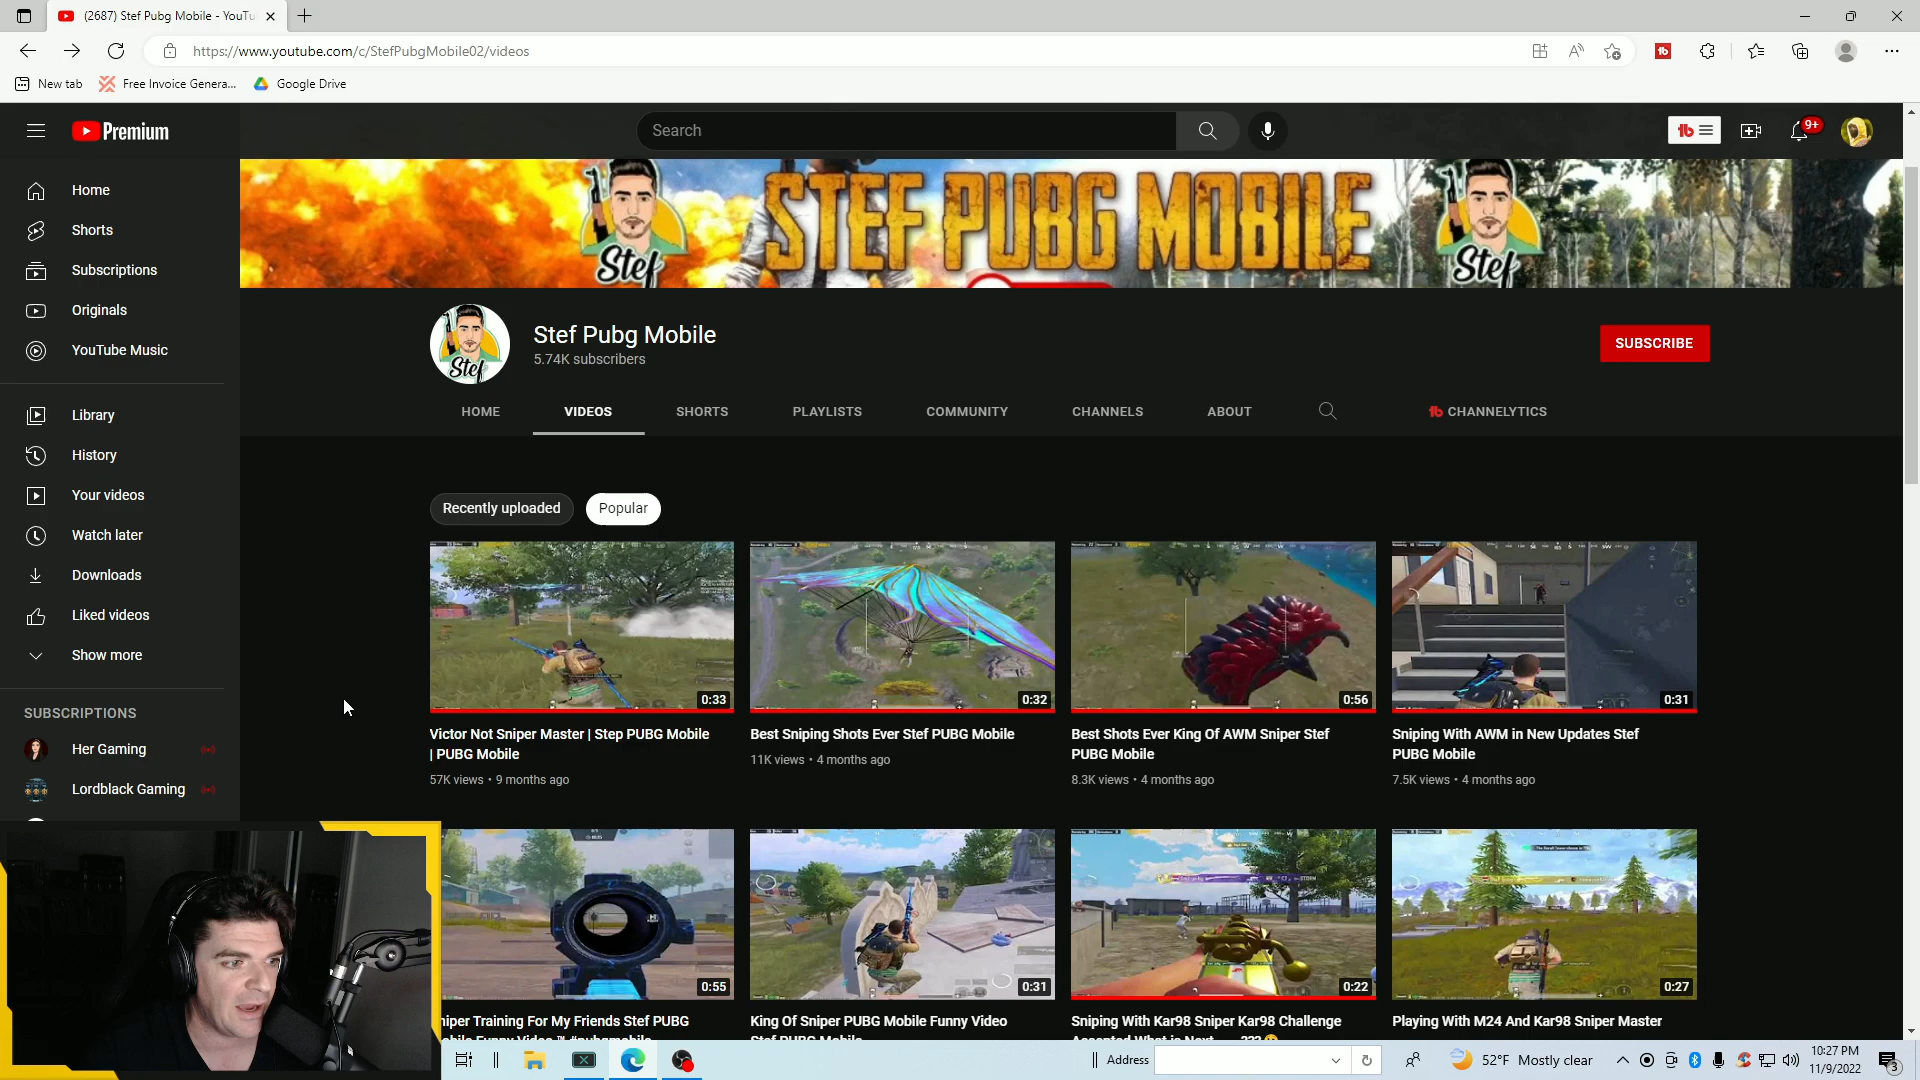 (2687) Stef Pubg Mobile - YouTu
https://www.youtube.com/c/StefPubgMobile02/videos
New tab
Free Invoice Genera...
Google Drive
Premium
Search
9+
Home
Shorts
Subscriptions
Originals
YouTube Music
Library
History
Your videos
Watch later
Downloads
Liked videos
Show more
SUBSCRIPTIONS
Her Gaming
Lordblack Gaming
Stef
STEF PUBG MOBILE
Stef
Stef
Stef Pubg Mobile
5.74K subscribers
SUBSCRIBE
HOME
VIDEOS
SHORTS
PLAYLISTS
COMMUNITY
CHANNELS
ABOUT
CHANNELYTICS
Recently uploaded
Popular
0:33
0:32
0:56
0:31
Victor Not Sniper Master | Step PUBG Mobile
| PUBG Mobile
57K views • 9 months ago
Best Sniping Shots Ever Stef PUBG Mobile
11K views • 4 months ago
Best Shots Ever King Of AWM Sniper Stef
PUBG Mobile
8.3K views • 4 months ago
Sniping With AWM in New Updates Stef
PUBG Mobile
7.5K views • 4 months ago
0:55
0:31
0:22
0:27
Training For My Friends Stef PUBG
King Of Sniper PUBG Mobile Funny Video
Sniping With Kar98 Sniper Kar98 Challenge
Playing With M24 And Kar98 Sniper Master
Address
52°F Mostly clear
10:27 PM
11/9/2022
3